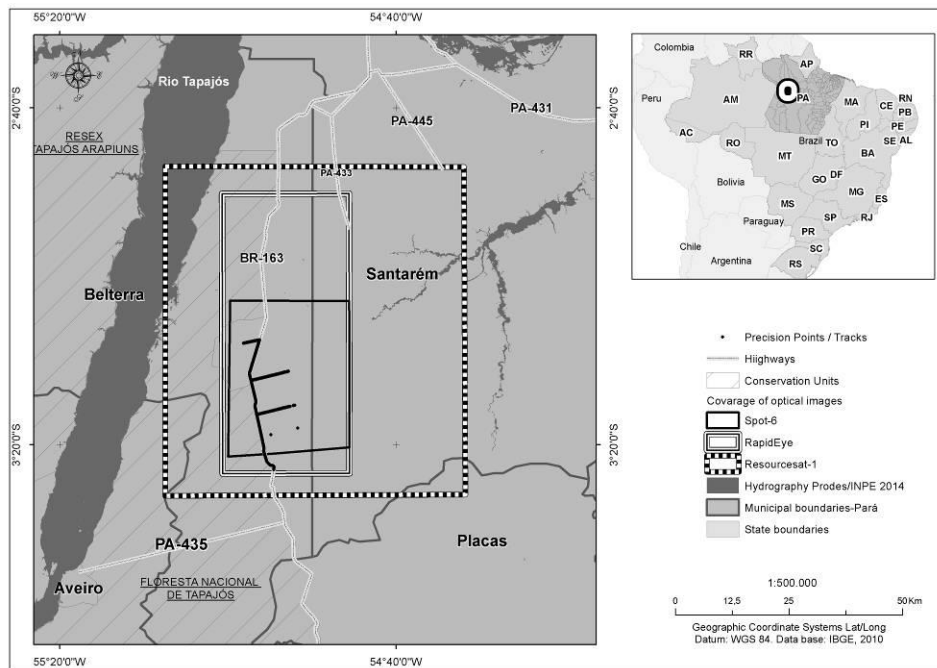 55°20'0"W
54°40'0"W
Rio Tapajós
2°40'0"S
2°40'0"S
PA-431
PA-445
RESEX
TAPAJÓS ARAPIUNS
PA-433
BR-163
Santarém
Belterra
3°20'0"S
3°20'0"S
PA-435
Placas
Aveiro
FLORESTA NACIONAL
DE TAPAJÓS
55°20'0"W
54°40'0"W
Colombia
RR
AP
AM
PA
MA
CE
RN
PB
Peru
PI
PE
AC
RO
Brazil
TO
SE
AL
MT
BA
Bolivia
GO
DF
MG
MS
ES
Paraguay
SP
RJ
PR
Chile
SC
Argentina
RS
Precision Points / Tracks
Hiighways
Conservation Units
Covarage of optical images
Spot-6
RapidEye
Resourcesat-1
Hydrography Prodes/INPE 2014
Municipal boundaries-Pará
State boundaries
1:500.000
0 12,5 25 50 Km
Geographic Coordinate Systems Lat/Long
Datum: WGS 84. Data base: IBGE, 2010